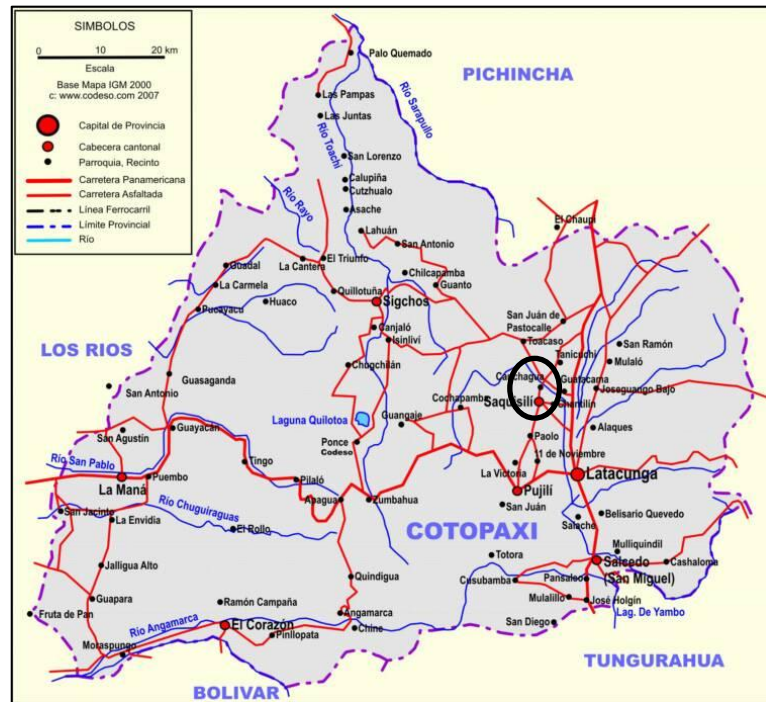 SIMBOLOS
0 10 20 km
Escala
Base Mapa IGM 2000
c: www.codeso.com 2007
Capital de Provincia
Cabecera cantonal
Parroquia, Recinto
Carretera Panamericana
Carretera Asfaltada
Línea Ferrocarril
Límite Provincial
Río
Palo Quemado
PICHINCHA
Las Pampas
Río Sarapullo
Las Juntas
Río Toachi
San Lorenzo
Calupiña
Cutzhualo
Río Rayo
Asache
El Chaupi
Lahuán
San Antonio
La Cantera
El Triunfo
Guadal
Chilcapamba
La Carmela
Quillotuña
Guanto
Huaco
Sigchos
Pucayacu
San Juán de
Pastocalle
Canjaló
Isinliví
Toacaso
San Ramón
LOS RIOS
Tanicuchi
Mulaló
Chugchilán
Guasaganda
Canchagua
Guaitacama
Joseguango Bajo
San Antonio
Saquisilí
Chantilín
Cochapamba
Laguna Quilotoa
Guangaje
Guayacán
San Agustín
Alaques
Ponce
Codeso
Paolo
11 de Noviembre
Río San Pablo
Tingo
La Victoria
Latacunga
La Maná
Puembo
Pilaló
Pujilí
Apagua
Zumbahua
San Juán
San Jacinto
Río Chuguiraguas
La Envidia
Belisario Quevedo
Salache
El Rollo
COTOPAXI
Mulliquindil
Totora
Salcedo
(San Miguel)
Cashaloma
Jalligua Alto
Quindigua
Cusubamba
Pansaleo
Guapara
Ramón Campaña
Mulalillo
José Holgín
Fruta de Pan
Angamarca
Lag. De Yambo
Río Angamarca
El Corazón
Chine
San Diego
Pinllopata
Moraspungo
TUNGURAHUA
BOLIVAR